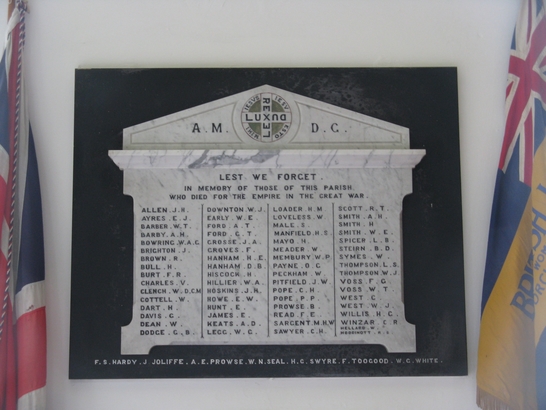 A.M. D.G.
LEST WE FORGET.
IN MEMORY OF THOSE OF THIS PARISH,
WHO DIED FOR THE EMPIRE IN THE GREAT WAR.
ALLEN. J.H.
AYRES. E.J.
BARBER. W.T.
BARBY. A.H.
BOWRING. W.A.G.
BRIGHTON. J.
BROWN. R.
BULL. H.
BURT. F.R.
CHARLES. V.
CLENCH. W. D.C.M.
COTTELL. W.
DART. H.
DAVIS. G.
DEAN. W.
DODGE. G.B.
DOWNTON. W.J.
EARLY. W.E.
FORD. A.T.
FORD. C.T.
GROSSE. J.A.
GROVES. F.
HANHAM. H.E.
HANHAM. D.B.
HISCOCK. H.
HILLIER. W.A.
HOSKINS. J.H.
HOWE. E.W.
HUNT. E.
JAMES. E.
KEATS. A.D.
LEGG. W.G.
LOADER. H.M.
LOVELESS. W.
MALE. S.
MANFIELD. H.S.
MAYO. H.
MEADER. W.
MEMBURY. W.P.
PAYNE. O.C.
PECKHAM. W.
PITFIELD. J.W.
POPE. C.H.
POPE. P.P.
PROWSE. B.
READ. F.E.
SARGENT. M.H.W.
SAWYER. C.H.
SCOTT. H.T.
SMITH. A.H.
SMITH. H.
SMITH. W.E.
SPICER. L.B.
STEIRN. B.D.
SYMES. W.
THOMPSON. L.S.
THOMPSON. W.J.
VOSS. F.G.
VOSS. W.T.
WEST. C.
WEST. W.J.
WILLIS. H.G.
WINZAR. C.R.
F.S. HARDY. J. JOLIFFE. A.E. PROWSE. W.N. SEAL. H.G. SWYRE. F. TOOGOOD. W.G. WHITE.